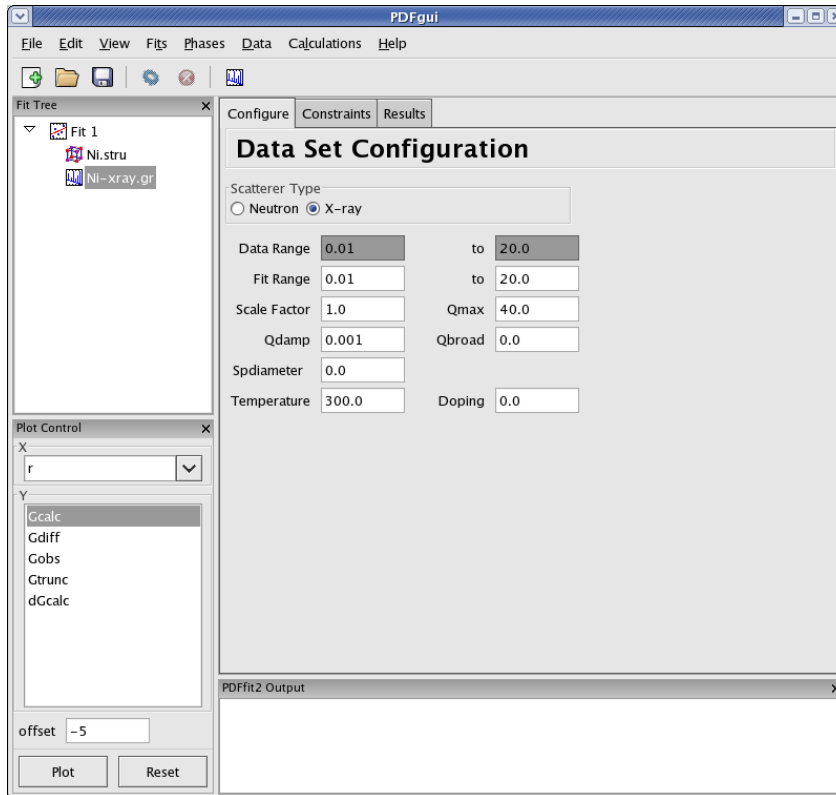 PDFgui
File Edit View Fits Phases Data Calculations Help
Fit Tree
Fit 1
Ni.stru
Ni-xray.gr
Plot Control
X
r
Y
Gcalc
Gdiff
Gobs
Gtrunc
dGcalc
offset -5
Plot Reset
Configure Constraints Results
Data Set Configuration
Scatterer Type
Neutron X-ray
Data Range 0.01 to 20.0
Fit Range 0.01 to 20.0
Scale Factor 1.0 Qmax 40.0
Qdamp 0.001 Qbroad 0.0
Spdiameter 0.0
Temperature 300.0 Doping 0.0
PDFfit2 Output